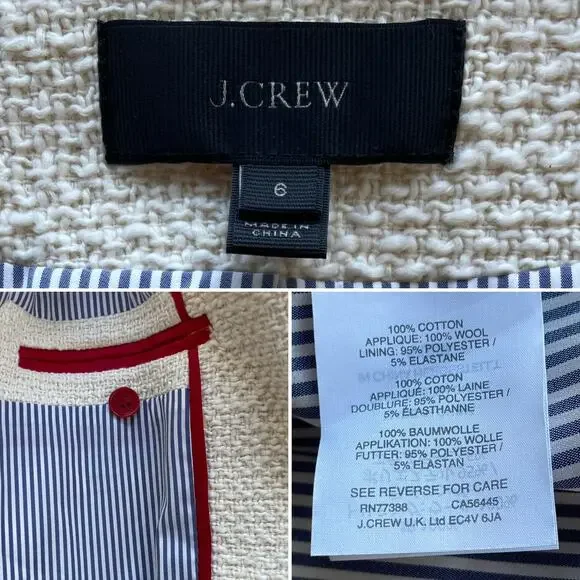 J.CREW
6
MADE IN
CHINA
100% COTTON
APPLIQUE: 100% WOOL
LINING: 95% POLYESTER /
5% ELASTANE
100% COTON
APPLIQUÉ: 100% LAINE
DOUBLURE: 95% POLYESTER /
5% ÉLASTHANNE
100% BAUMWOLLE
APPLIKATION: 100% WOLLE
FUTTER: 95% POLYESTER /
5% ELASTAN
SEE REVERSE FOR CARE
RN77388 CA56445
J.CREW U.K. Ltd EC4V 6JA